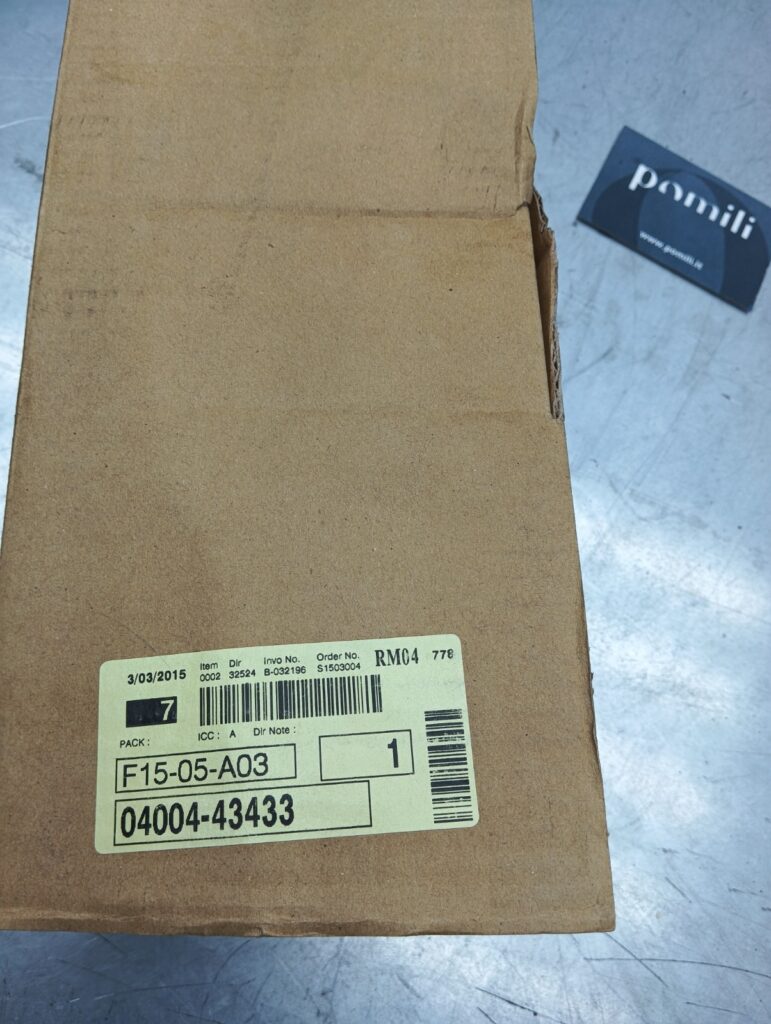 pomili
www.pomili.it
3/03/2015 Item Dlr Invo No. Order No. RM04 778
0002 32524 B-032196 S1503004
7
PACK : ICC : A Dlr Note :
F15-05-A03 1
04004-43433